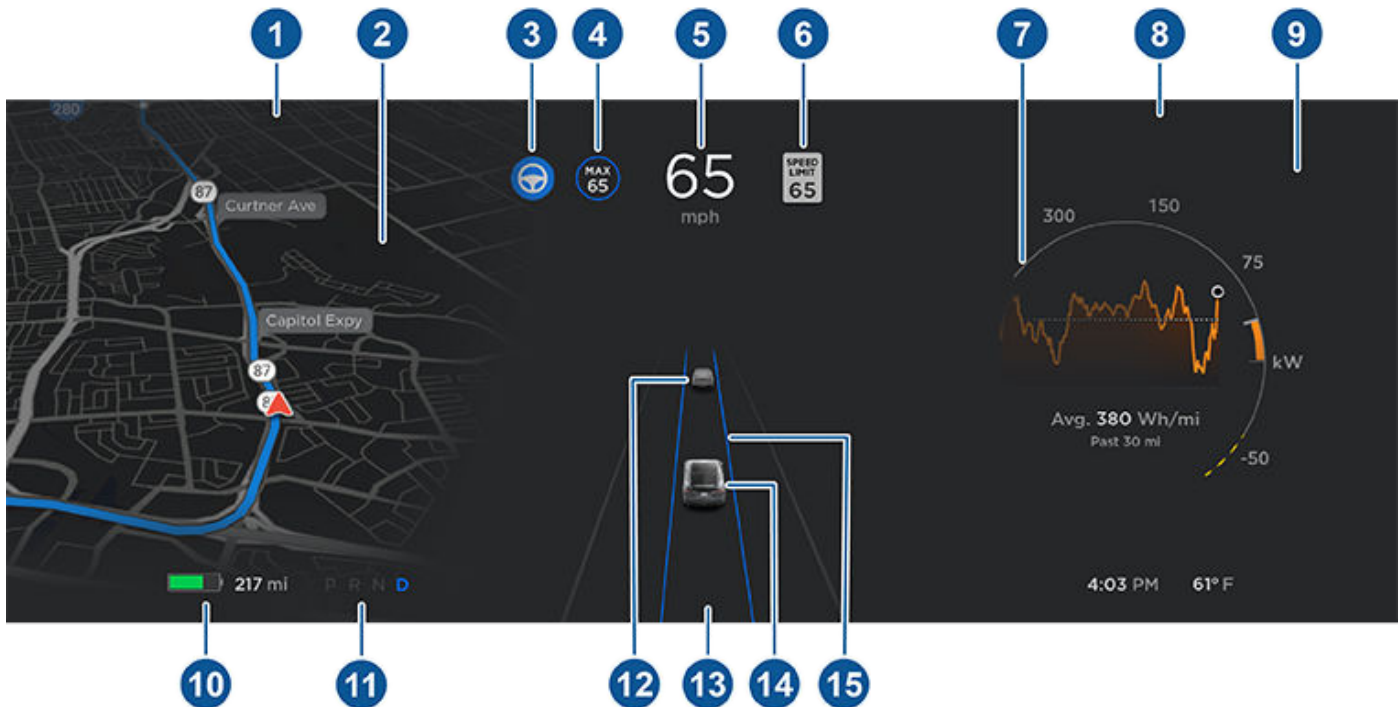 1 2 3 4 5 6 7 8 9
280
87
Curtner Ave
Capitol Expy
87
8
MAX
65
65
mph
SPEED
LIMIT
65
300 150
75
kW
-50
Avg. 380 Wh/mi
Past 30 mi
217 mi P R N D
4:03 PM 61° F
10 11 12 13 14 15